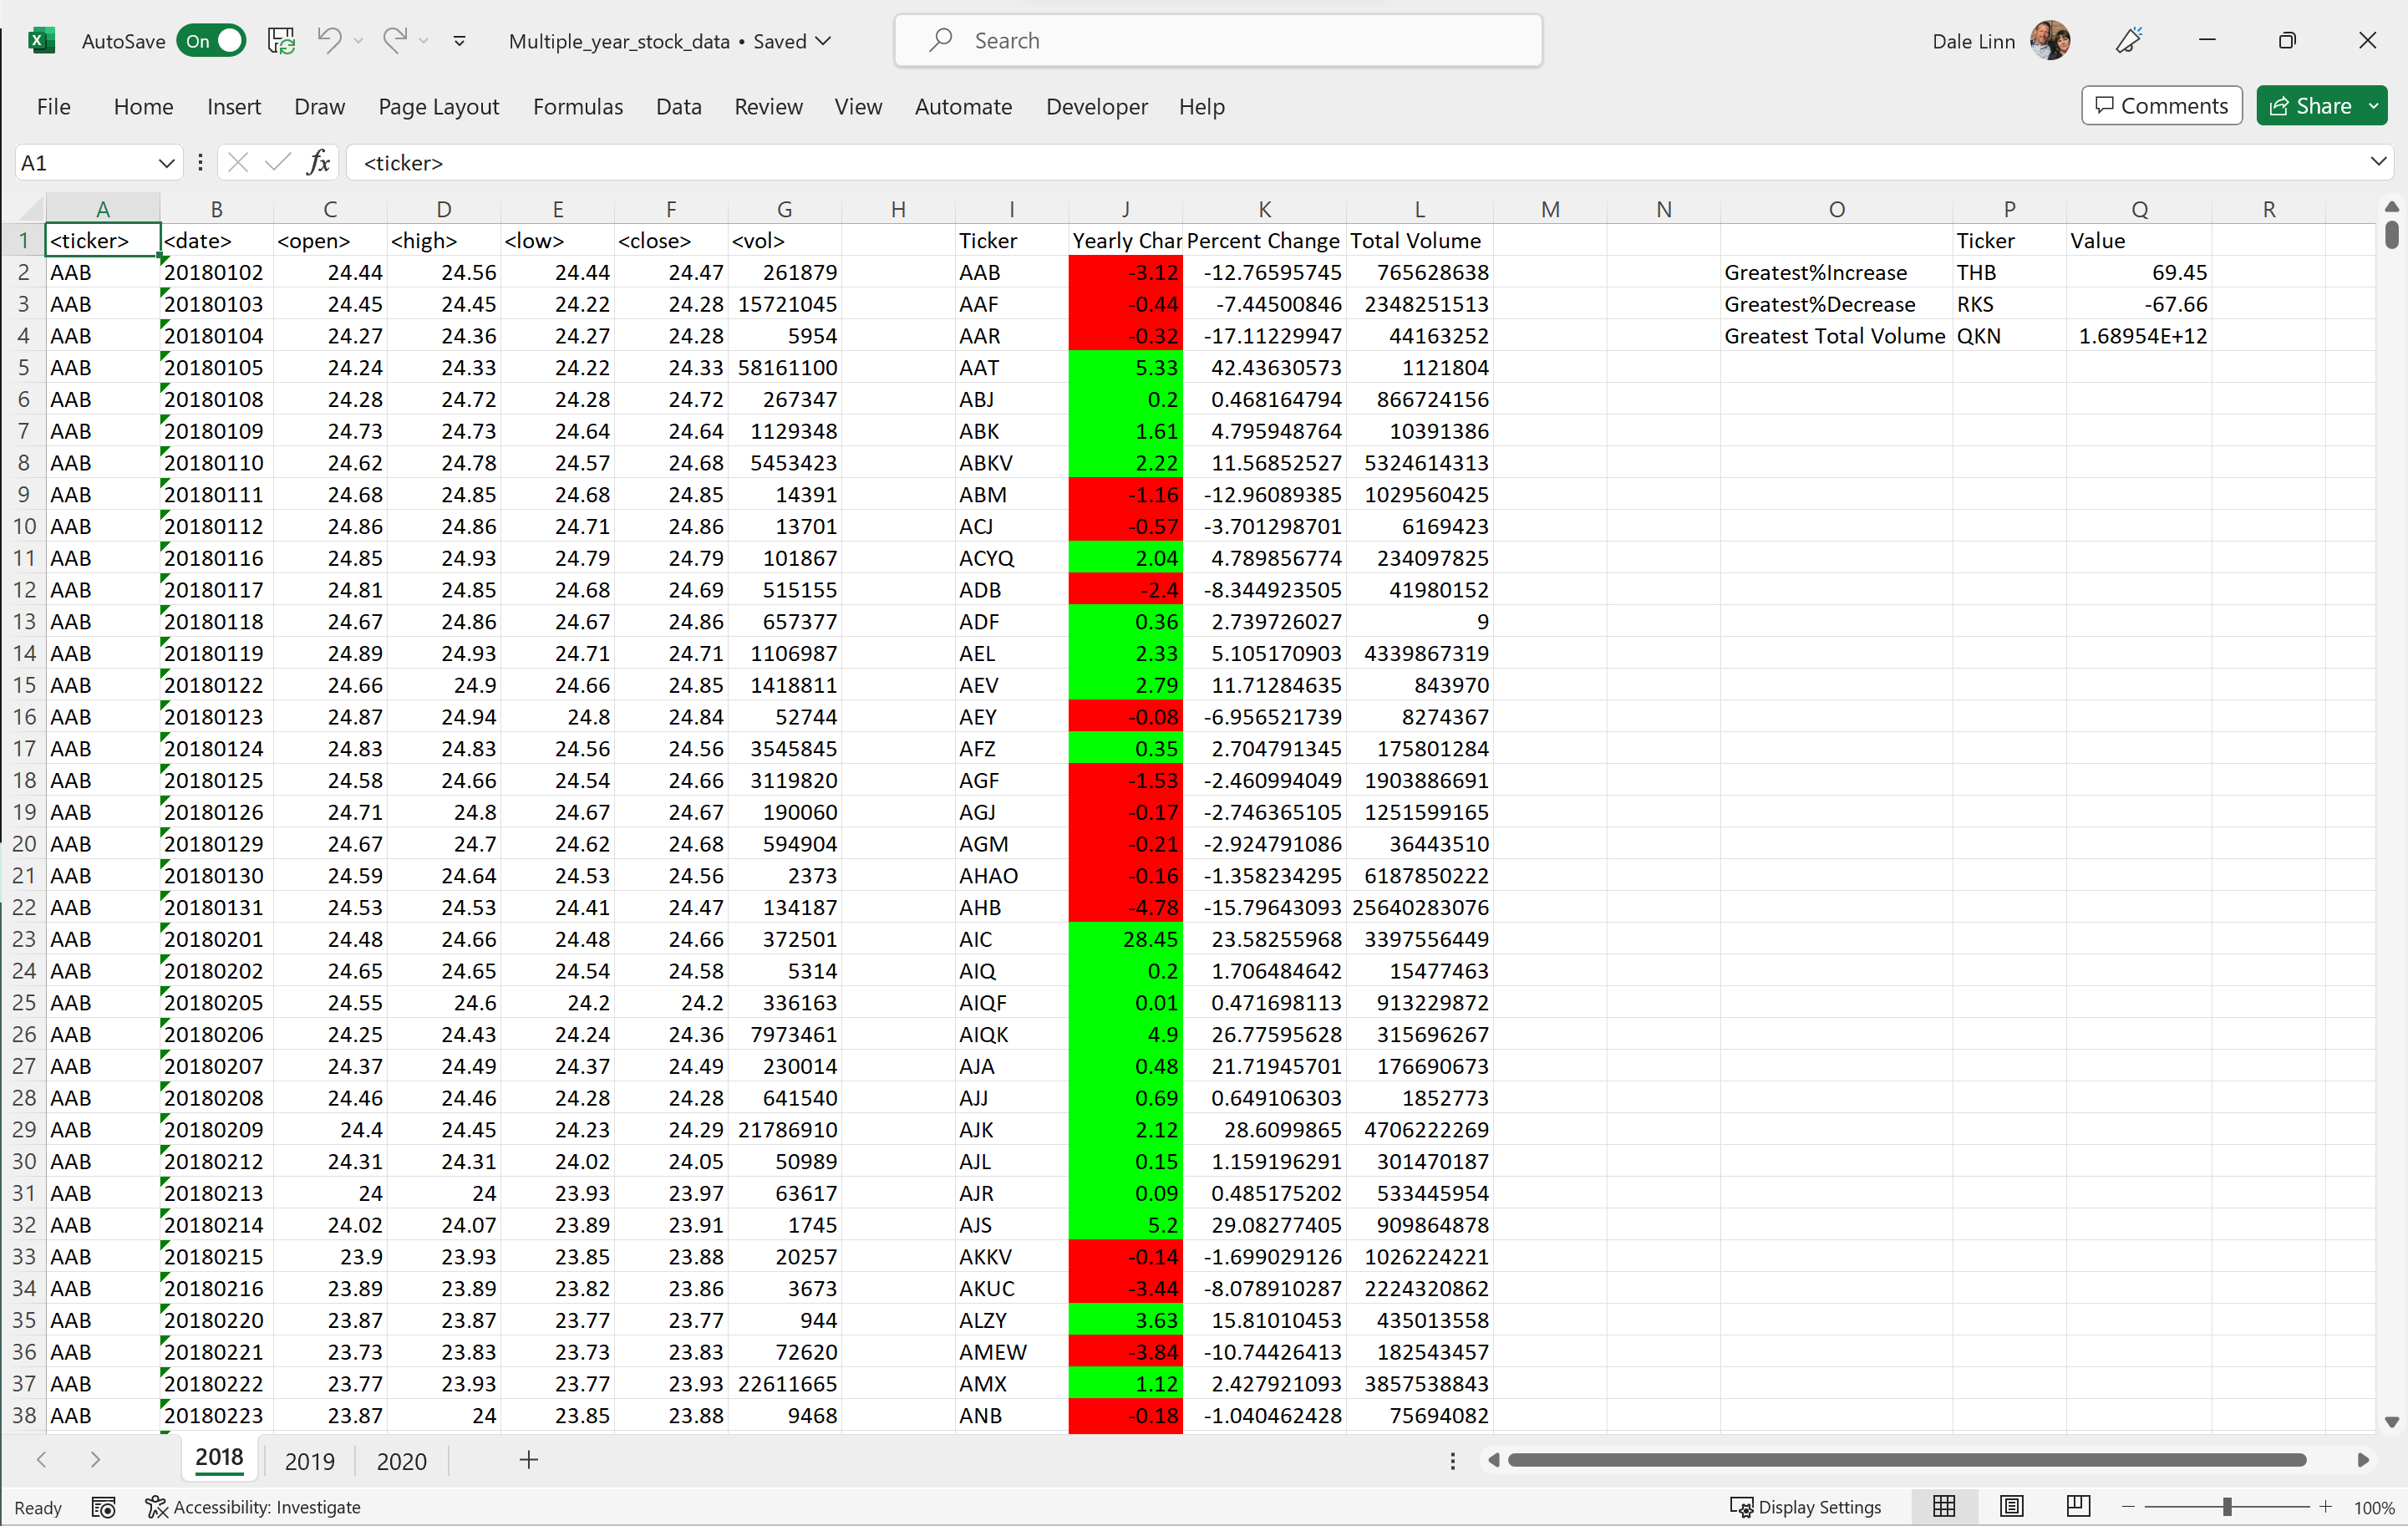 AutoSave On Multiple_year_stock_data • Saved Search Dale Linn
File Home Insert Draw Page Layout Formulas Data Review View Automate Developer Help Comments Share
A1 fx <ticker>
A B C D E F G H I J K L M N O P Q R
1 <ticker> <date> <open> <high> <low> <close> <vol> Ticker Yearly Char Percent Change Total Volume Ticker Value
2 AAB 20180102 24.44 24.56 24.44 24.47 261879 AAB -3.12 -12.76595745 765628638 Greatest%Increase THB 69.45
3 AAB 20180103 24.45 24.45 24.22 24.28 15721045 AAF -0.44 -7.44500846 2348251513 Greatest%Decrease RKS -67.66
4 AAB 20180104 24.27 24.36 24.27 24.28 5954 AAR -0.32 -17.11229947 44163252 Greatest Total Volume QKN 1.68954E+12
5 AAB 20180105 24.24 24.33 24.22 24.33 58161100 AAT 5.33 42.43630573 1121804
6 AAB 20180108 24.28 24.72 24.28 24.72 267347 ABJ 0.2 0.468164794 866724156
7 AAB 20180109 24.73 24.73 24.64 24.64 1129348 ABK 1.61 4.795948764 10391386
8 AAB 20180110 24.62 24.78 24.57 24.68 5453423 ABKV 2.22 11.56852527 5324614313
9 AAB 20180111 24.68 24.85 24.68 24.85 14391 ABM -1.16 -12.96089385 1029560425
10 AAB 20180112 24.86 24.86 24.71 24.86 13701 ACJ -0.57 -3.701298701 6169423
11 AAB 20180116 24.85 24.93 24.79 24.79 101867 ACYQ 2.04 4.789856774 234097825
12 AAB 20180117 24.81 24.85 24.68 24.69 515155 ADB -2.4 -8.344923505 41980152
13 AAB 20180118 24.67 24.86 24.67 24.86 657377 ADF 0.36 2.739726027 9
14 AAB 20180119 24.89 24.93 24.71 24.71 1106987 AEL 2.33 5.105170903 4339867319
15 AAB 20180122 24.66 24.9 24.66 24.85 1418811 AEV 2.79 11.71284635 843970
16 AAB 20180123 24.87 24.94 24.8 24.84 52744 AEY -0.08 -6.956521739 8274367
17 AAB 20180124 24.83 24.83 24.56 24.56 3545845 AFZ 0.35 2.704791345 175801284
18 AAB 20180125 24.58 24.66 24.54 24.66 3119820 AGF -1.53 -2.460994049 1903886691
19 AAB 20180126 24.71 24.8 24.67 24.67 190060 AGJ -0.17 -2.746365105 1251599165
20 AAB 20180129 24.67 24.7 24.62 24.68 594904 AGM -0.21 -2.924791086 36443510
21 AAB 20180130 24.59 24.64 24.53 24.56 2373 AHAO -0.16 -1.358234295 6187850222
22 AAB 20180131 24.53 24.53 24.41 24.47 134187 AHB -4.78 -15.79643093 25640283076
23 AAB 20180201 24.48 24.66 24.48 24.66 372501 AIC 28.45 23.58255968 3397556449
24 AAB 20180202 24.65 24.65 24.54 24.58 5314 AIQ 0.2 1.706484642 15477463
25 AAB 20180205 24.55 24.6 24.2 24.2 336163 AIQF 0.01 0.471698113 913229872
26 AAB 20180206 24.25 24.43 24.24 24.36 7973461 AIQK 4.9 26.77595628 315696267
27 AAB 20180207 24.37 24.49 24.37 24.49 230014 AJA 0.48 21.71945701 176690673
28 AAB 20180208 24.46 24.46 24.28 24.28 641540 AJJ 0.69 0.649106303 1852773
29 AAB 20180209 24.4 24.45 24.23 24.29 21786910 AJK 2.12 28.6099865 4706222269
30 AAB 20180212 24.31 24.31 24.02 24.05 50989 AJL 0.15 1.159196291 301470187
31 AAB 20180213 24 24 23.93 23.97 63617 AJR 0.09 0.485175202 533445954
32 AAB 20180214 24.02 24.07 23.89 23.91 1745 AJS 5.2 29.08277405 909864878
33 AAB 20180215 23.9 23.93 23.85 23.88 20257 AKKV -0.14 -1.699029126 1026224221
34 AAB 20180216 23.89 23.89 23.82 23.86 3673 AKUC -3.44 -8.078910287 2224320862
35 AAB 20180220 23.87 23.87 23.77 23.77 944 ALZY 3.63 15.81010453 435013558
36 AAB 20180221 23.73 23.83 23.73 23.83 72620 AMEW -3.84 -10.74426413 182543457
37 AAB 20180222 23.77 23.93 23.77 23.93 22611665 AMX 1.12 2.427921093 3857538843
38 AAB 20180223 23.87 24 23.85 23.88 9468 ANB -0.18 -1.040462428 75694082
2018 2019 2020
Ready Accessibility: Investigate Display Settings 100%